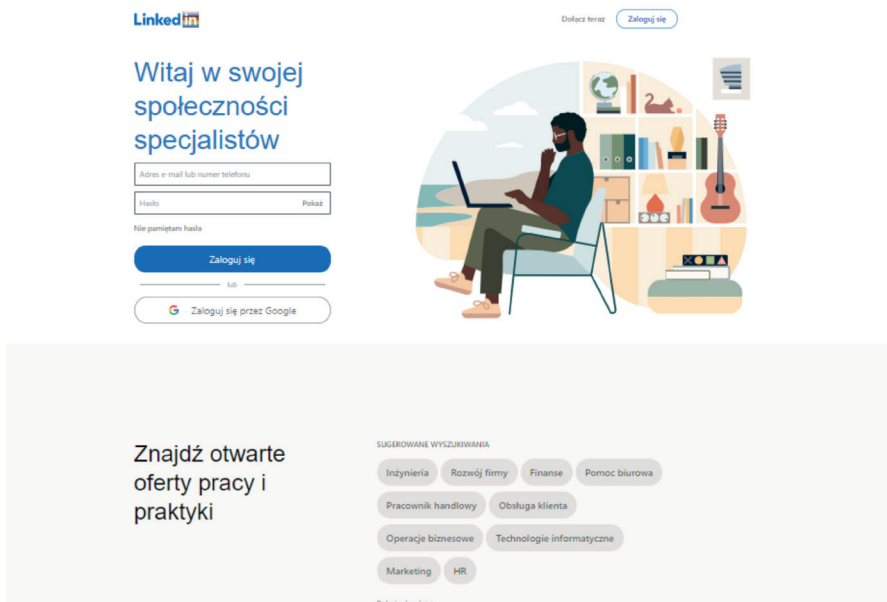 LinkedIn
Dołącz teraz
Zaloguj się
Witaj w swojej
społeczności
specjalistów
Adres e-mail lub numer telefonu
Hasło Pokaż
Nie pamiętam hasła
Zaloguj się
lub
Zaloguj się przez Google
Znajdź otwarte
oferty pracy i
praktyki
SUGEROWANE WYSZUKIWANIA
Inżynieria Rozwój firmy Finanse Pomoc biurowa
Pracownik handlowy Obsługa klienta
Operacje biznesowe Technologie informatyczne
Marketing HR